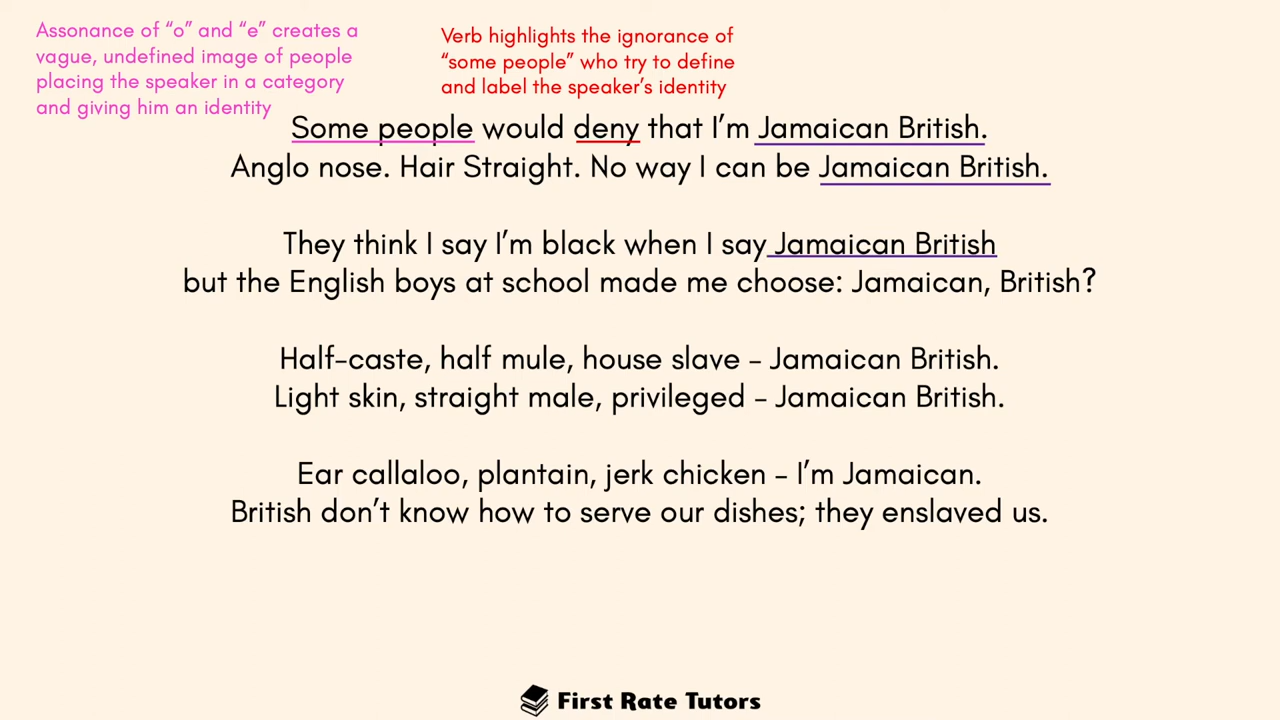 Assonance of “o” and “e” creates a
vague, undefined image of people
placing the speaker in a category
and giving him an identity
Verb highlights the ignorance of
“some people” who try to define
and label the speaker’s identity
Some people would deny that I’m Jamaican British.
Anglo nose. Hair Straight. No way I can be Jamaican British.
They think I say I’m black when I say Jamaican British
but the English boys at school made me choose: Jamaican, British?
Half-caste, half mule, house slave – Jamaican British.
Light skin, straight male, privileged – Jamaican British.
Ear callaloo, plantain, jerk chicken – I’m Jamaican.
British don’t know how to serve our dishes; they enslaved us.
First Rate Tutors